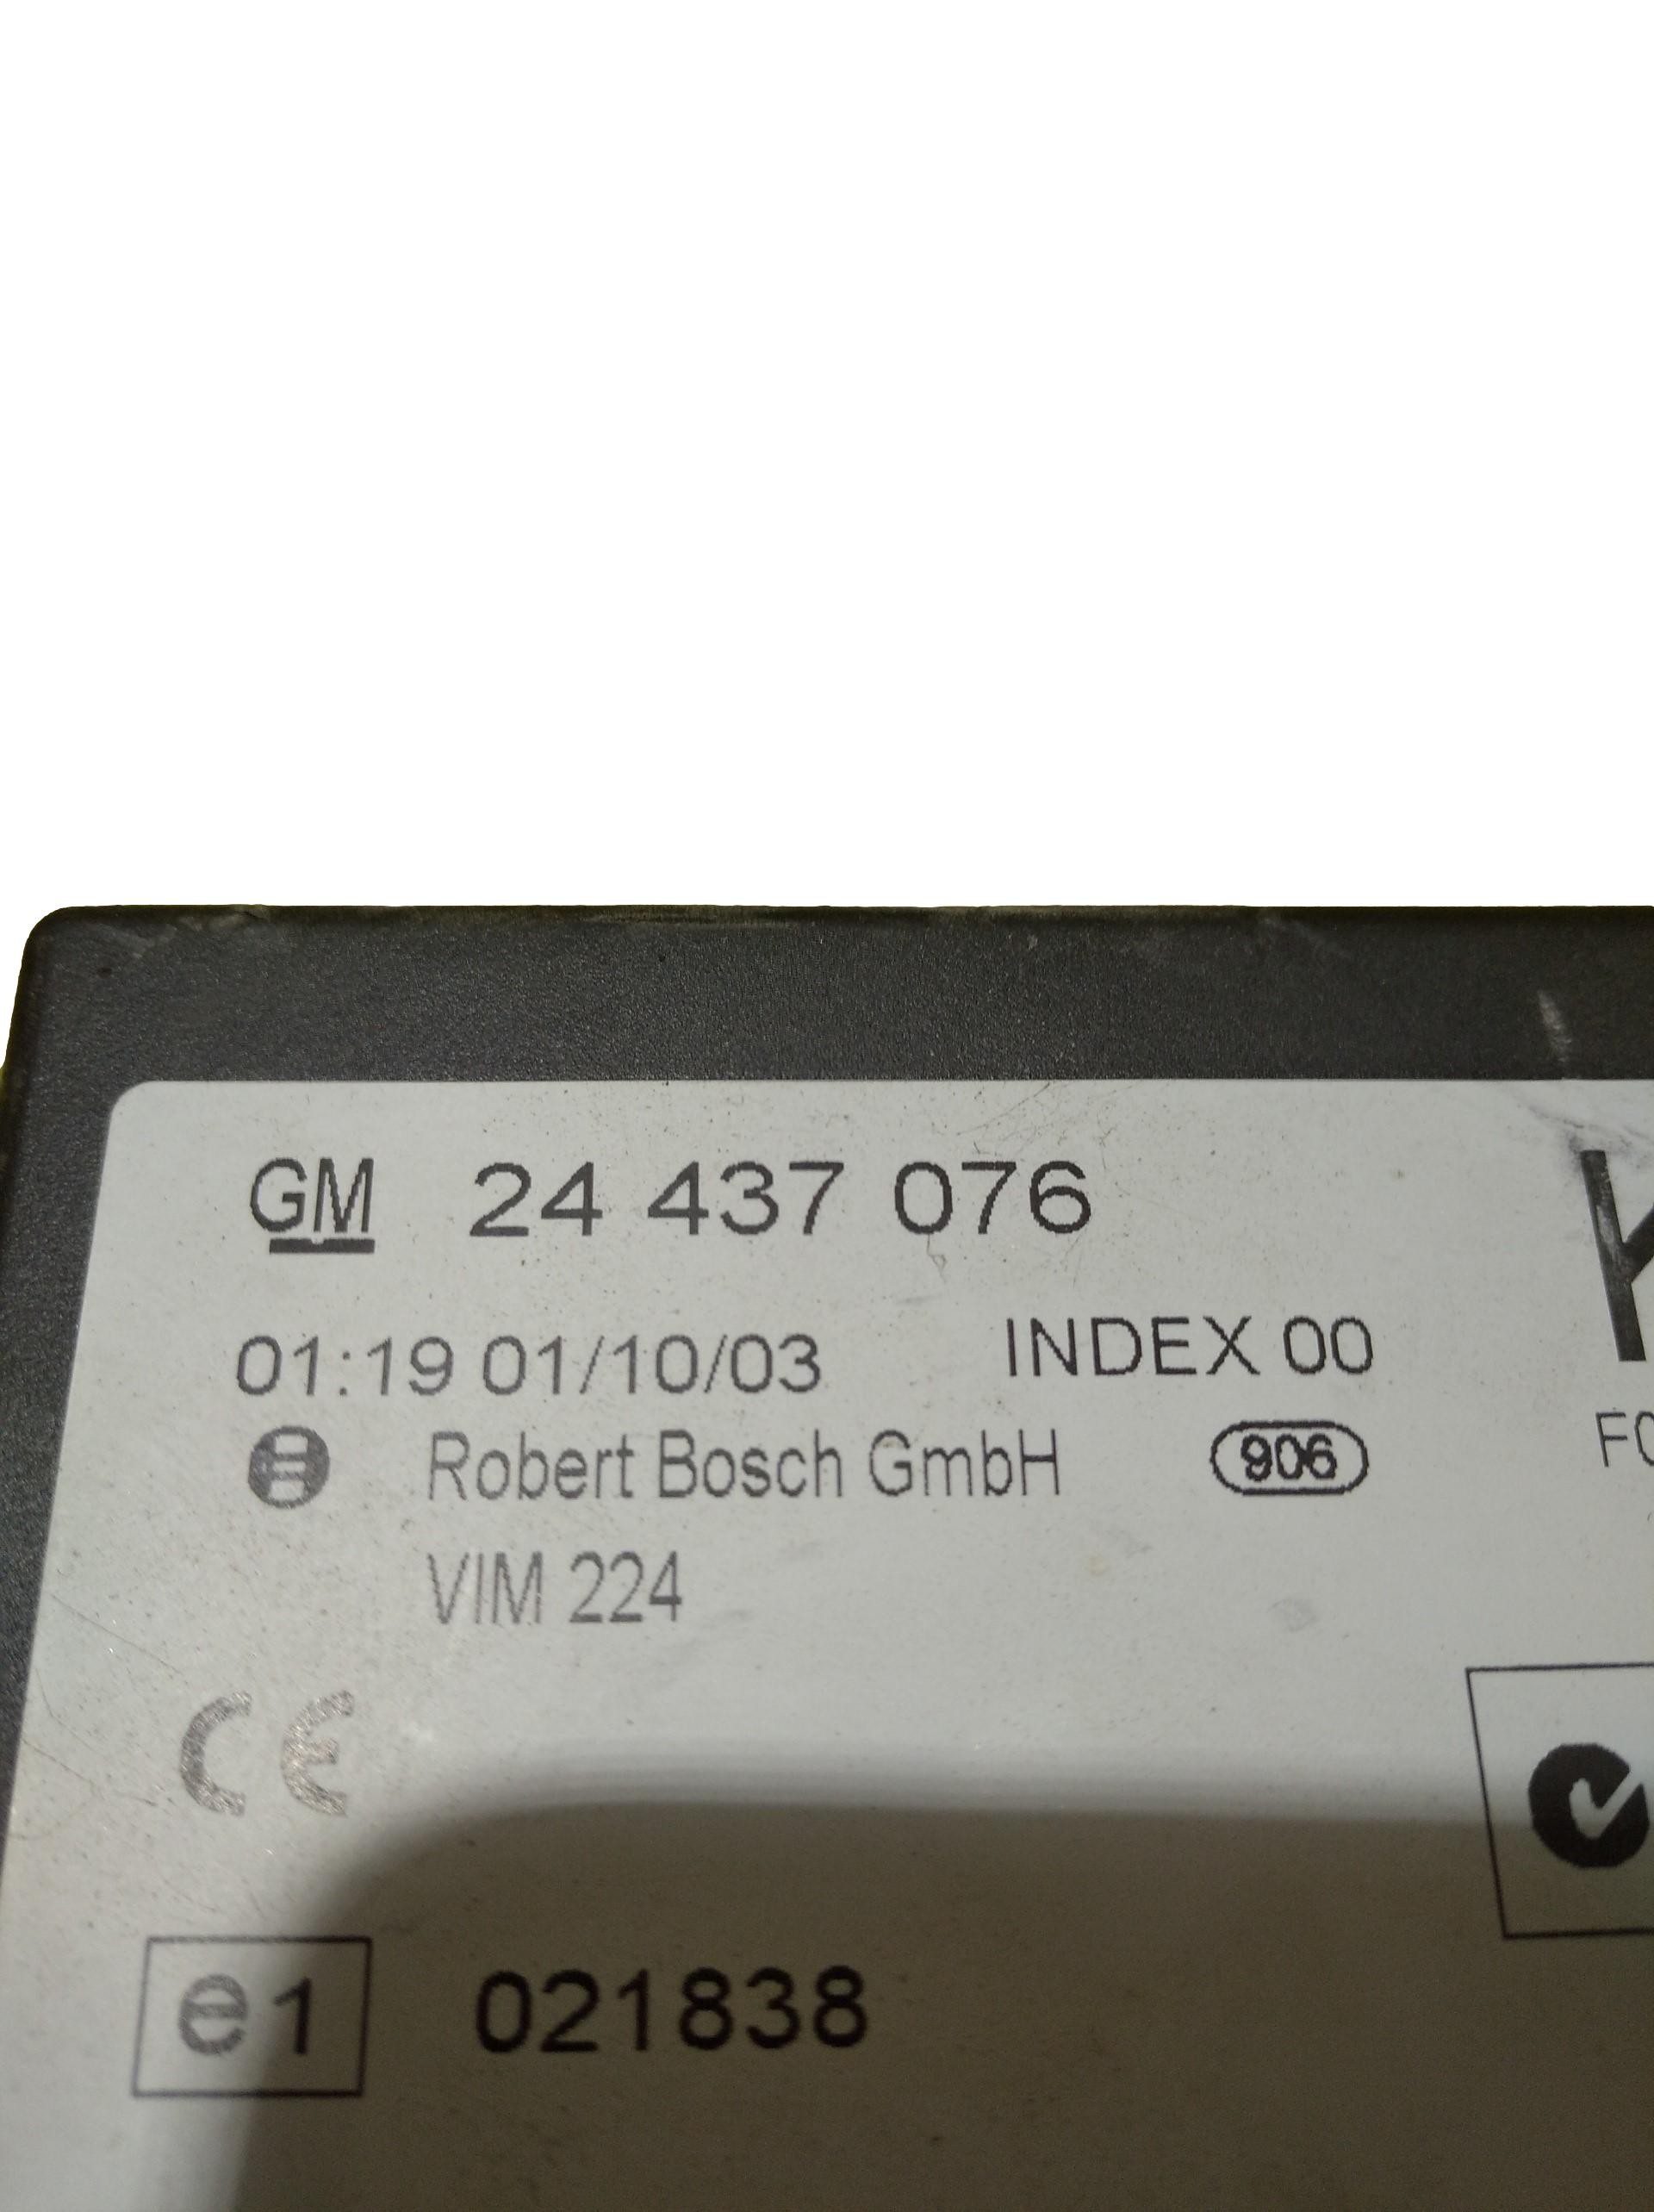 GM 24 437 076
01:19 01/10/03 INDEX 00
Robert Bosch GmbH 906
VIM 224
CE
e1 021838